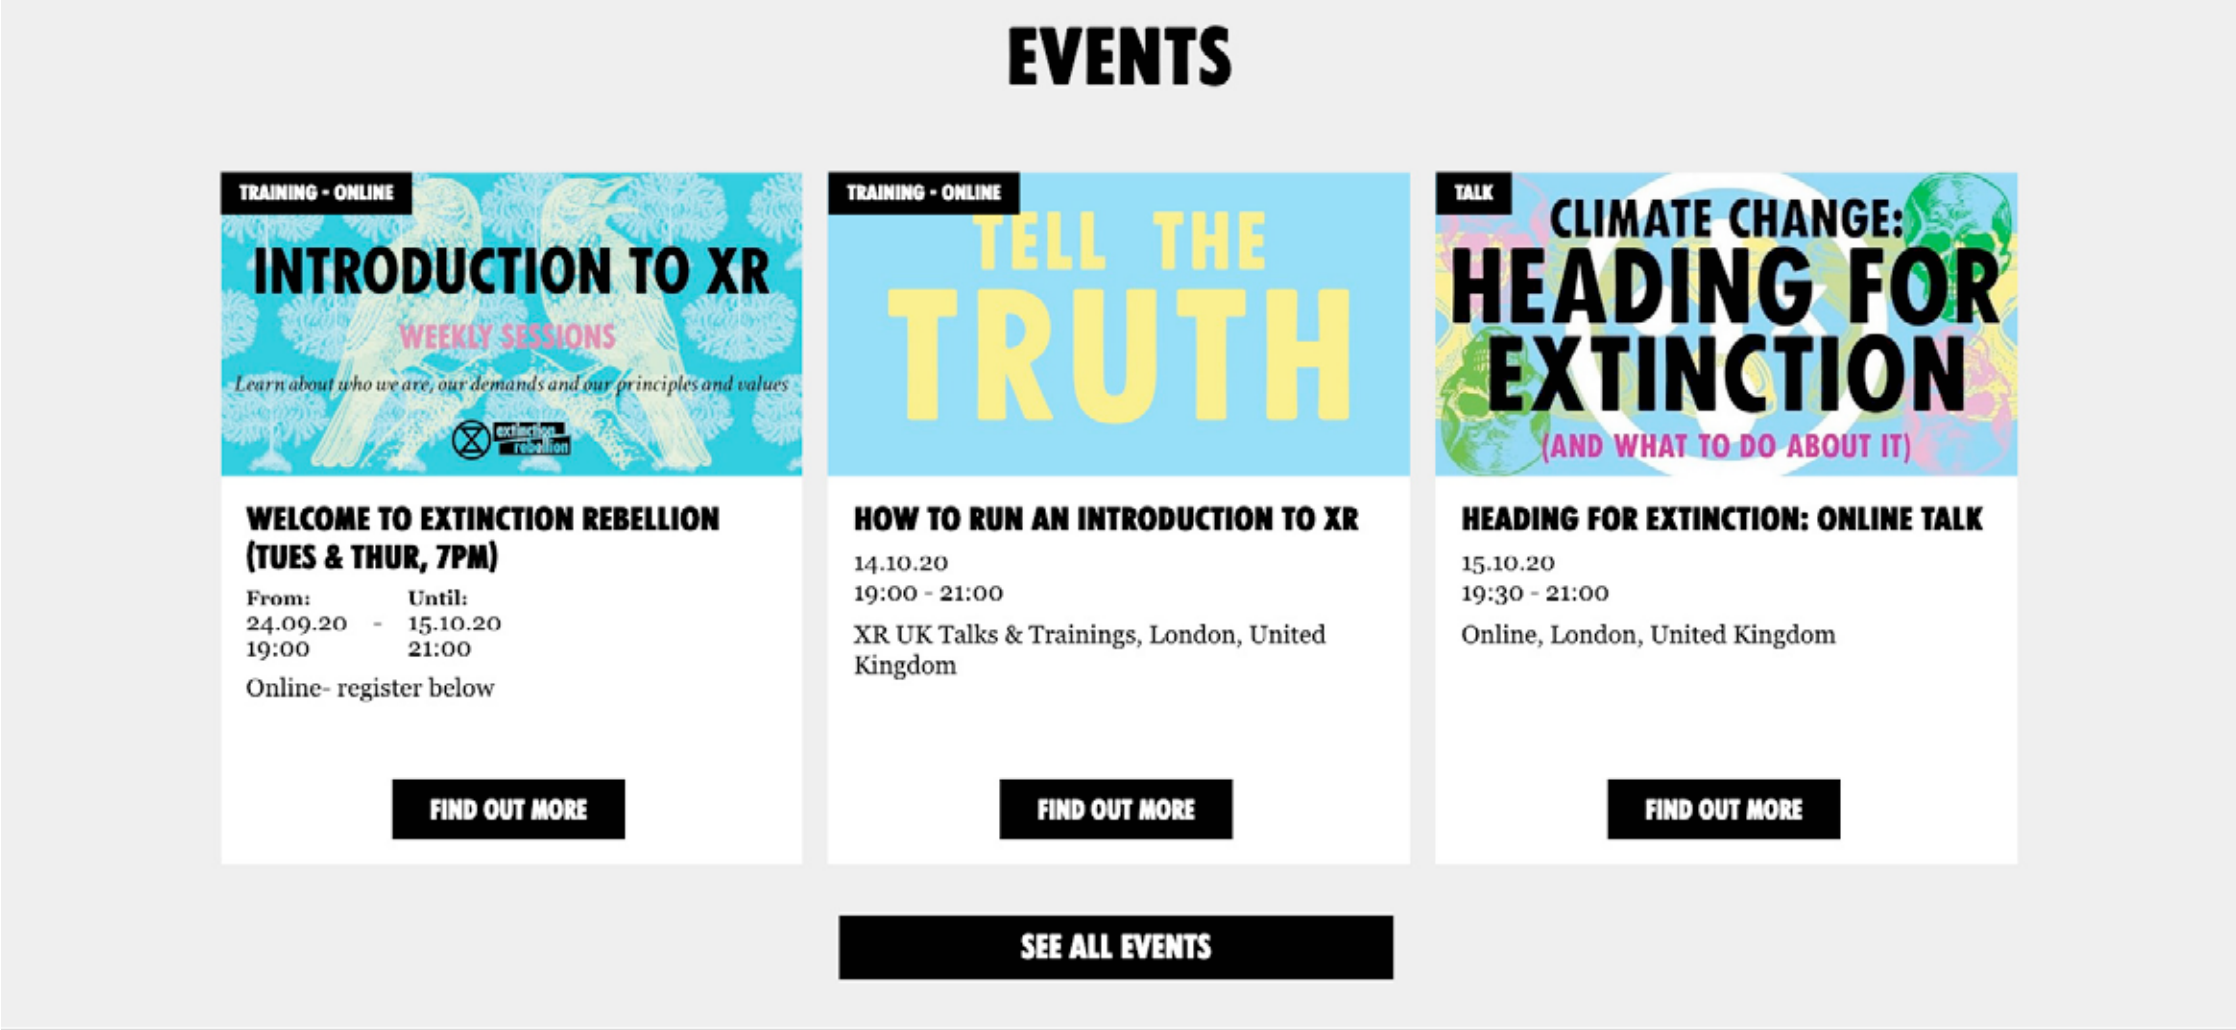 EVENTS
TRAINING - ONLINE
INTRODUCTION TO XR
WEEKLY SESSIONS
Learn about who we are, our demands and our principles and values
extinction
rebellion
WELCOME TO EXTINCTION REBELLION
(TUES & THUR, 7PM)
From: Until:
24.09.20 - 15.10.20
19:00 21:00
Online- register below
FIND OUT MORE
TRAINING - ONLINE
TELL THE
TRUTH
HOW TO RUN AN INTRODUCTION TO XR
14.10.20
19:00 - 21:00
XR UK Talks & Trainings, London, United
Kingdom
FIND OUT MORE
TALK
CLIMATE CHANGE:
HEADING FOR
EXTINCTION
(AND WHAT TO DO ABOUT IT)
HEADING FOR EXTINCTION: ONLINE TALK
15.10.20
19:30 - 21:00
Online, London, United Kingdom
FIND OUT MORE
SEE ALL EVENTS